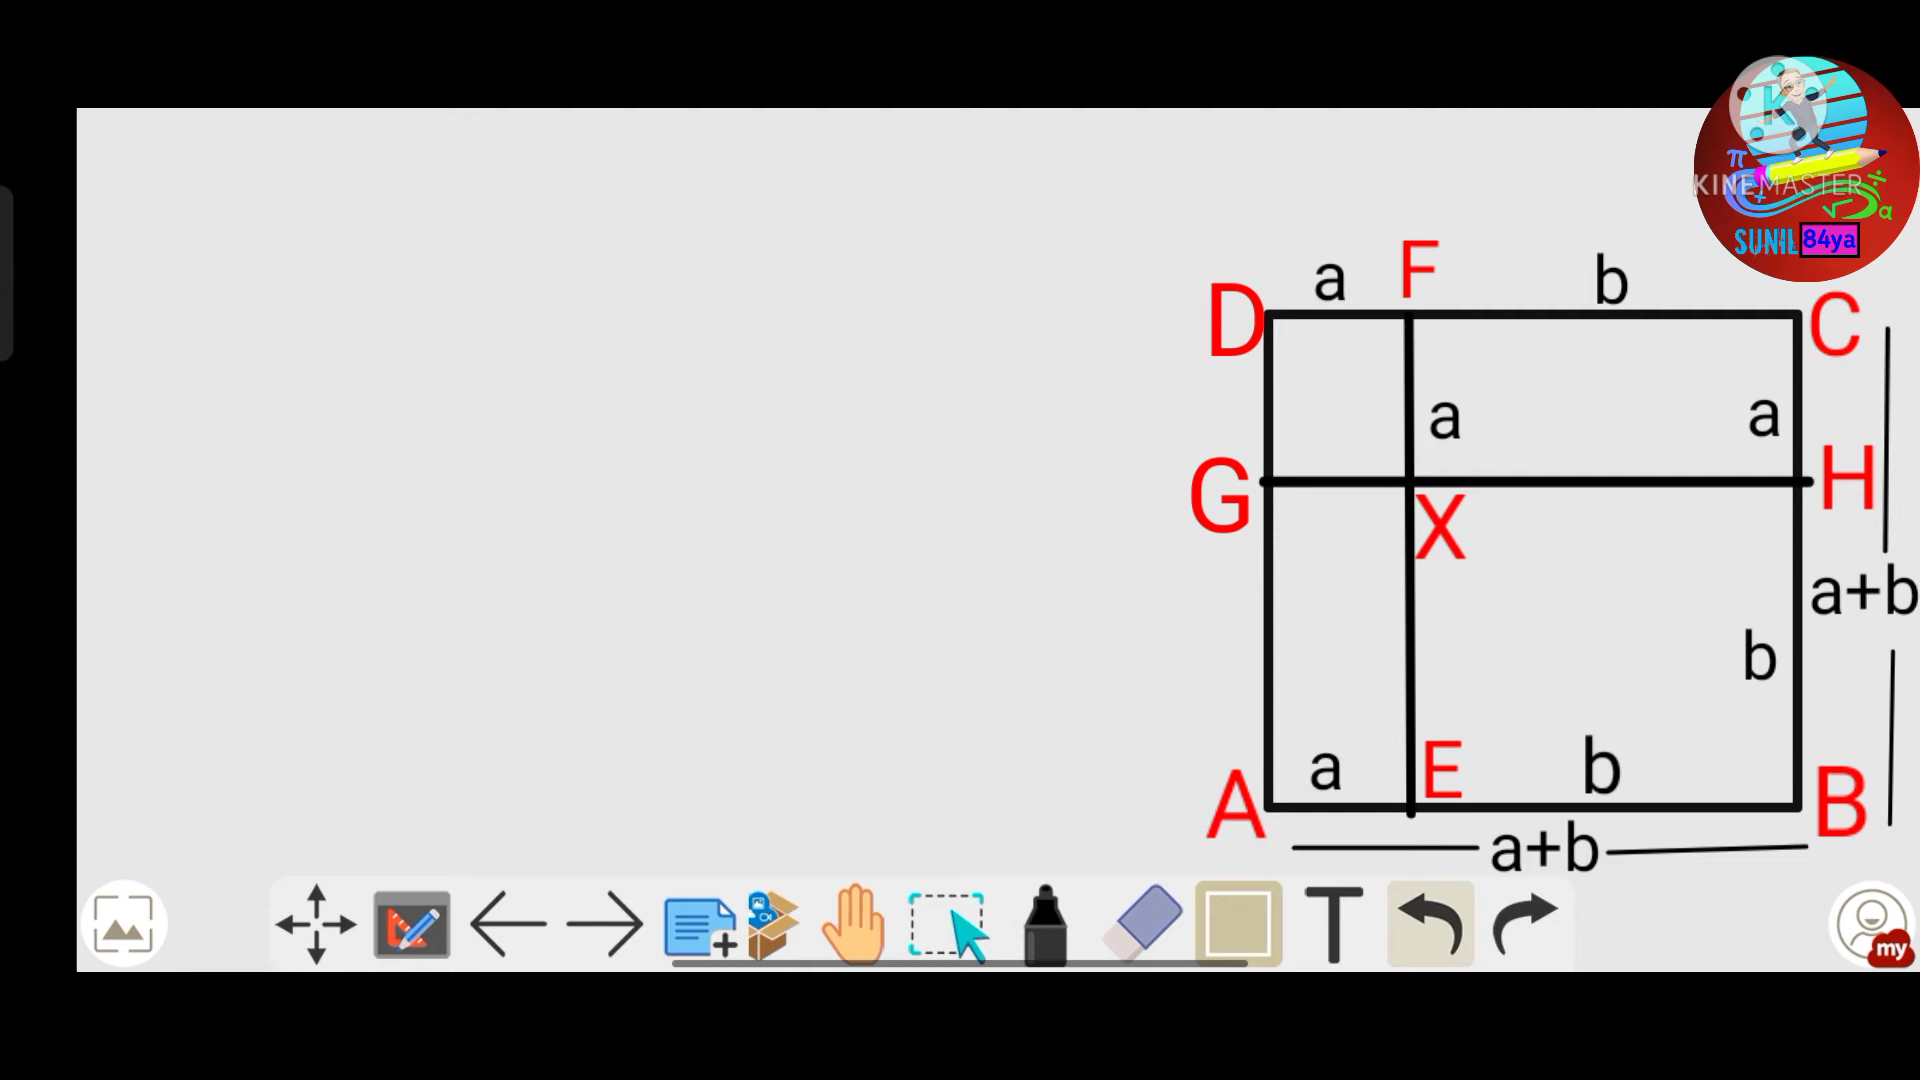 KINEMASTER
π
÷
√
α
SUNIL 84ya
a F b
D C
a a
G H
X
a+b
b
a E b
A B
a+b
T
my